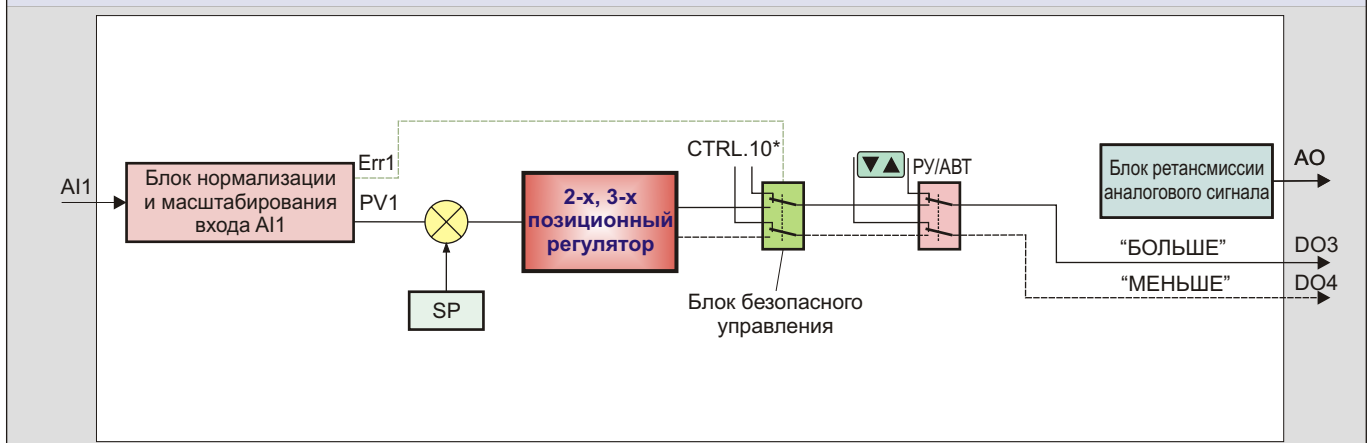 AI1
Блок нормализации
и масштабирования
входа AI1
Err1
PV1
SP
2-х, 3-х
позиционный
регулятор
CTRL.10*
Блок безопасного
управления
РУ/АВТ
Блок ретансмиссии
аналогового сигнала
AO
“БОЛЬШЕ”
DO3
“МЕНЬШЕ”
DO4